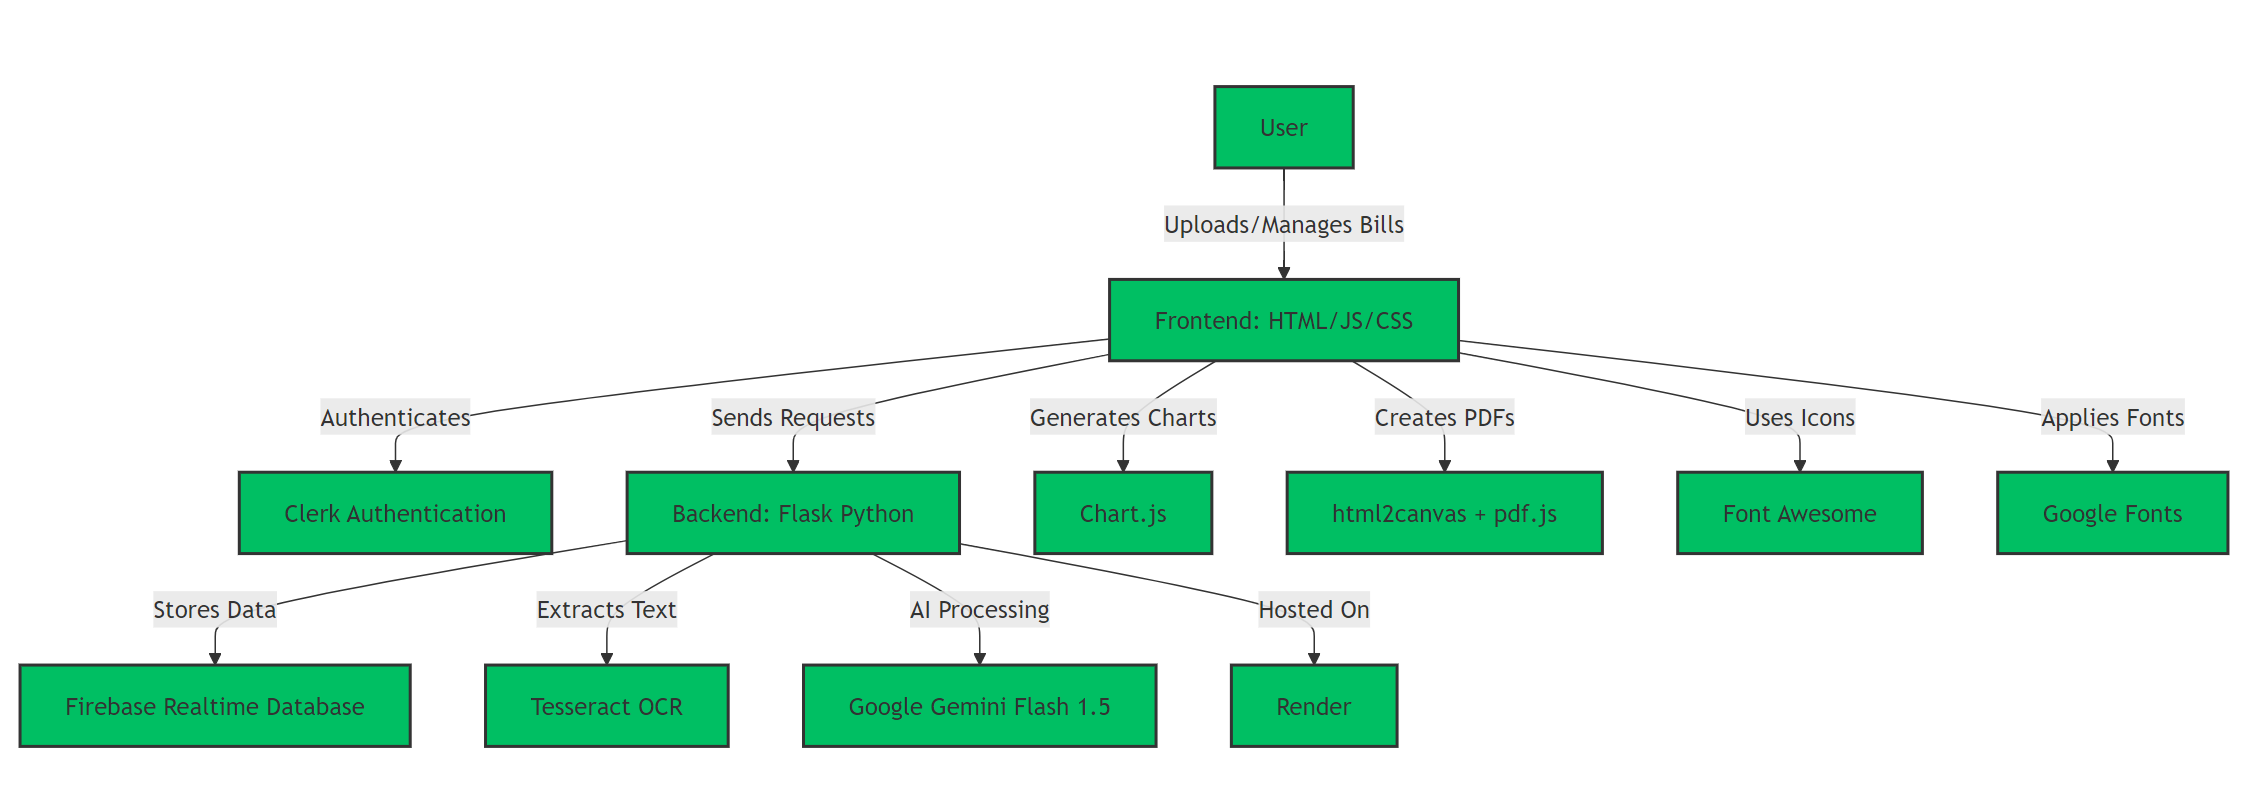 User
Uploads/Manages Bills
Frontend: HTML/JS/CSS
Authenticates
Sends Requests
Generates Charts
Creates PDFs
Uses Icons
Applies Fonts
Clerk Authentication
Backend: Flask Python
Chart.js
html2canvas + pdf.js
Font Awesome
Google Fonts
Stores Data
Extracts Text
AI Processing
Hosted On
Firebase Realtime Database
Tesseract OCR
Google Gemini Flash 1.5
Render